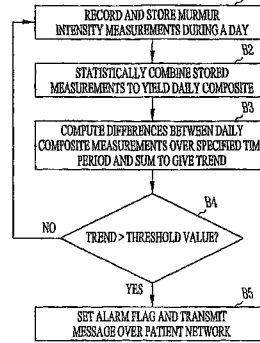 RECORD AND STORE MURMUR
INTENSITY MEASUREMENTS DURING A DAY
B2
STATISTICALLY COMBINE STORED
MEASUREMENTS TO YIELD DAILY COMPOSITE
B3
COMPUTE DIFFERENCES BETWEEN DAILY
COMPOSITE MEASUREMENTS OVER SPECIFIED TIM
PERIOD AND SUM TO GIVE TREND
B4
NO
TREND > THRESHOLD VALUE?
YES
B5
SET ALARM FLAG AND TRANSMIT
MESSAGE OVER PATIENT NETWORK